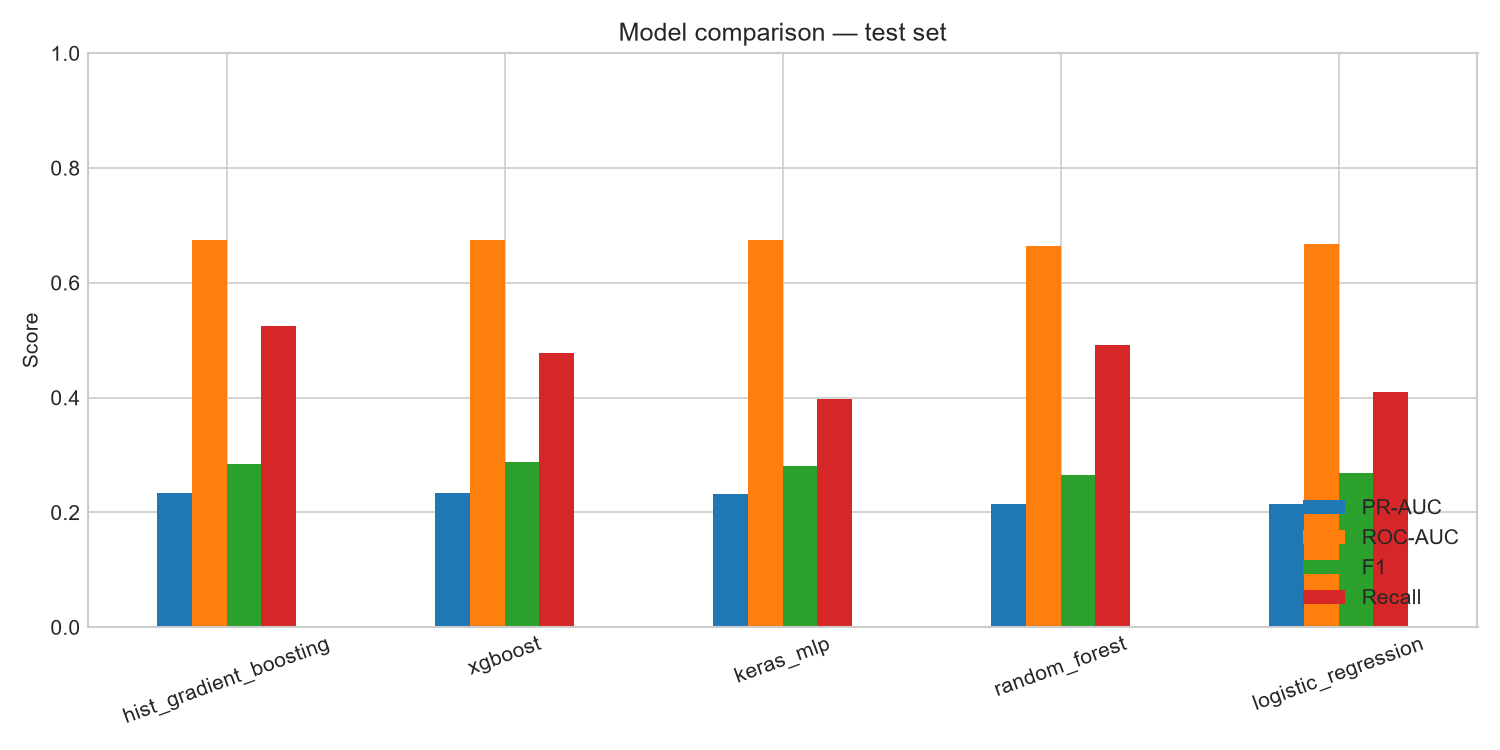 Model comparison — test set
1.0
0.8
0.6
0.4
0.2
0.0
Score
PR-AUC
ROC-AUC
F1
Recall
hist_gradient_boosting
xgboost
keras_mlp
random_forest
logistic_regression